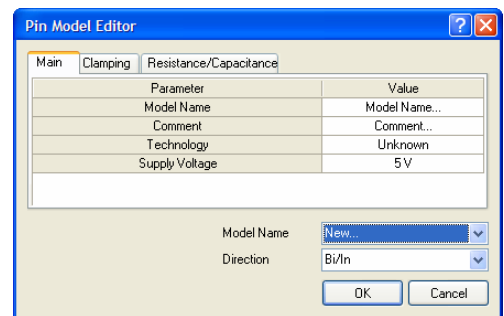 Pin Model Editor
Main Clamping Resistance/Capacitance
Parameter Value
Model Name Model Name...
Comment Comment...
Technology Unknown
Supply Voltage 5 V
Model Name New...
Direction Bi/In
OK Cancel